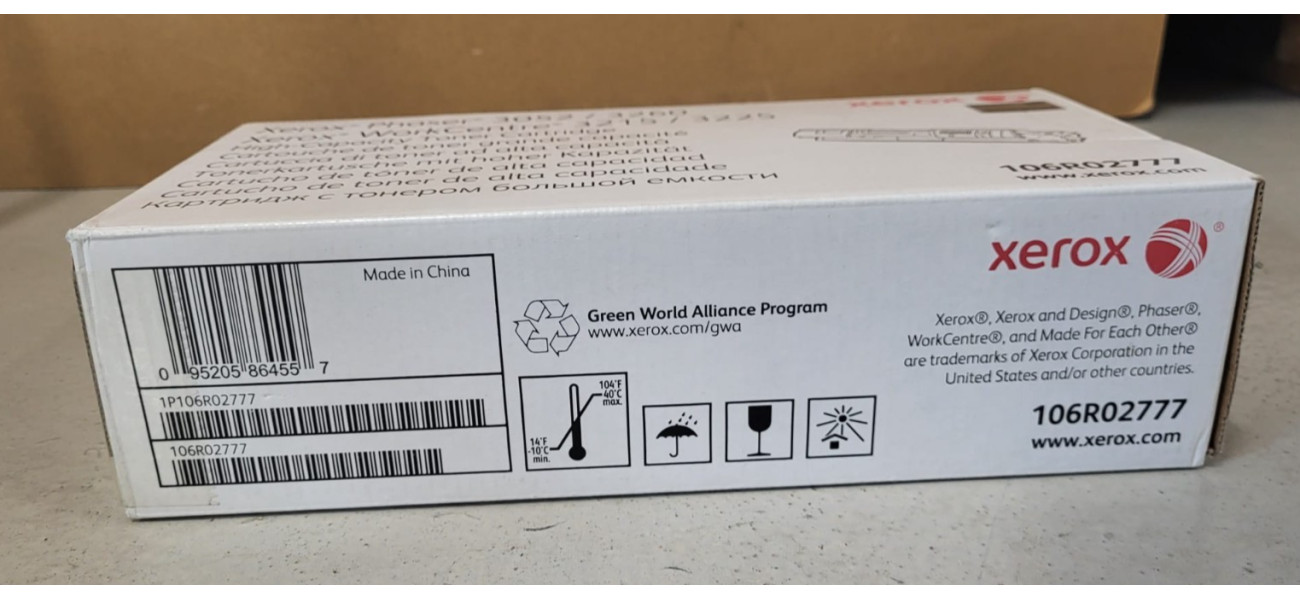 Xerox® Phaser® 3052 / 3260
Xerox® WorkCentre® 3215 / 3225
High Capacity Toner Cartridge
Cartouche de toner grande capacité
Cartuccia di toner ad alta capacità
Tonerkartusche mit hoher Kapazität
Cartucho de tóner de alta capacidad
Cartucho de toner de alta capacidade
Картридж с тонером большой емкости
xerox
106R02777
www.xerox.com
Made in China
0 95205 86455 7
1P106R02777
106R02777
Green World Alliance Program
www.xerox.com/gwa
104°F
40°C
max.
14°F
-10°C
min.
xerox ®
Xerox®, Xerox and Design®, Phaser®,
WorkCentre®, and Made For Each Other®
are trademarks of Xerox Corporation in the
United States and/or other countries.
106R02777
www.xerox.com